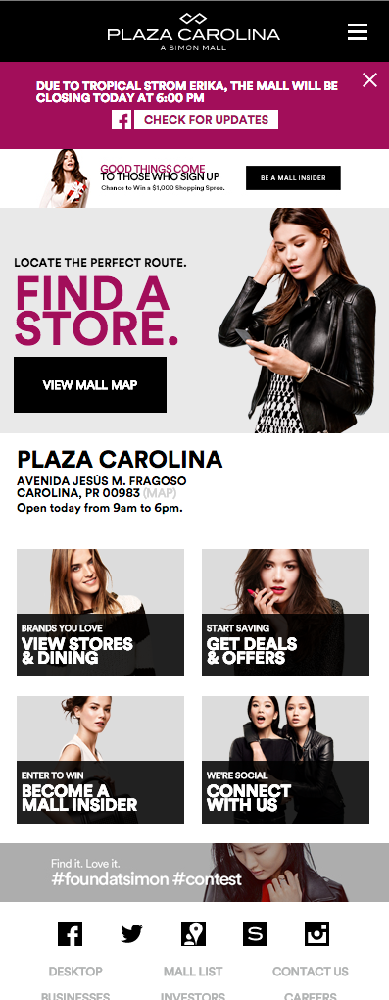 PLAZA CAROLINA
A SIMON MALL
DUE TO TROPICAL STROM ERIKA, THE MALL WILL BE
CLOSING TODAY AT 6:00 PM
CHECK FOR UPDATES
GOOD THINGS COME
TO THOSE WHO SIGN UP
Chance to Win a $1,000 Shopping Spree.
BE A MALL INSIDER
LOCATE THE PERFECT ROUTE.
FIND A
STORE.
VIEW MALL MAP
PLAZA CAROLINA
AVENIDA JESÚS M. FRAGOSO
CAROLINA, PR 00983 (MAP)
Open today from 9am to 6pm.
BRANDS YOU LOVE
VIEW STORES
& DINING
START SAVING
GET DEALS
& OFFERS
ENTER TO WIN
BECOME A
MALL INSIDER
WE'RE SOCIAL
CONNECT
WITH US
Find it. Love it.
#foundatsimon #contest
DESKTOP MALL LIST CONTACT US
BUSINESSES INVESTORS CAREERS